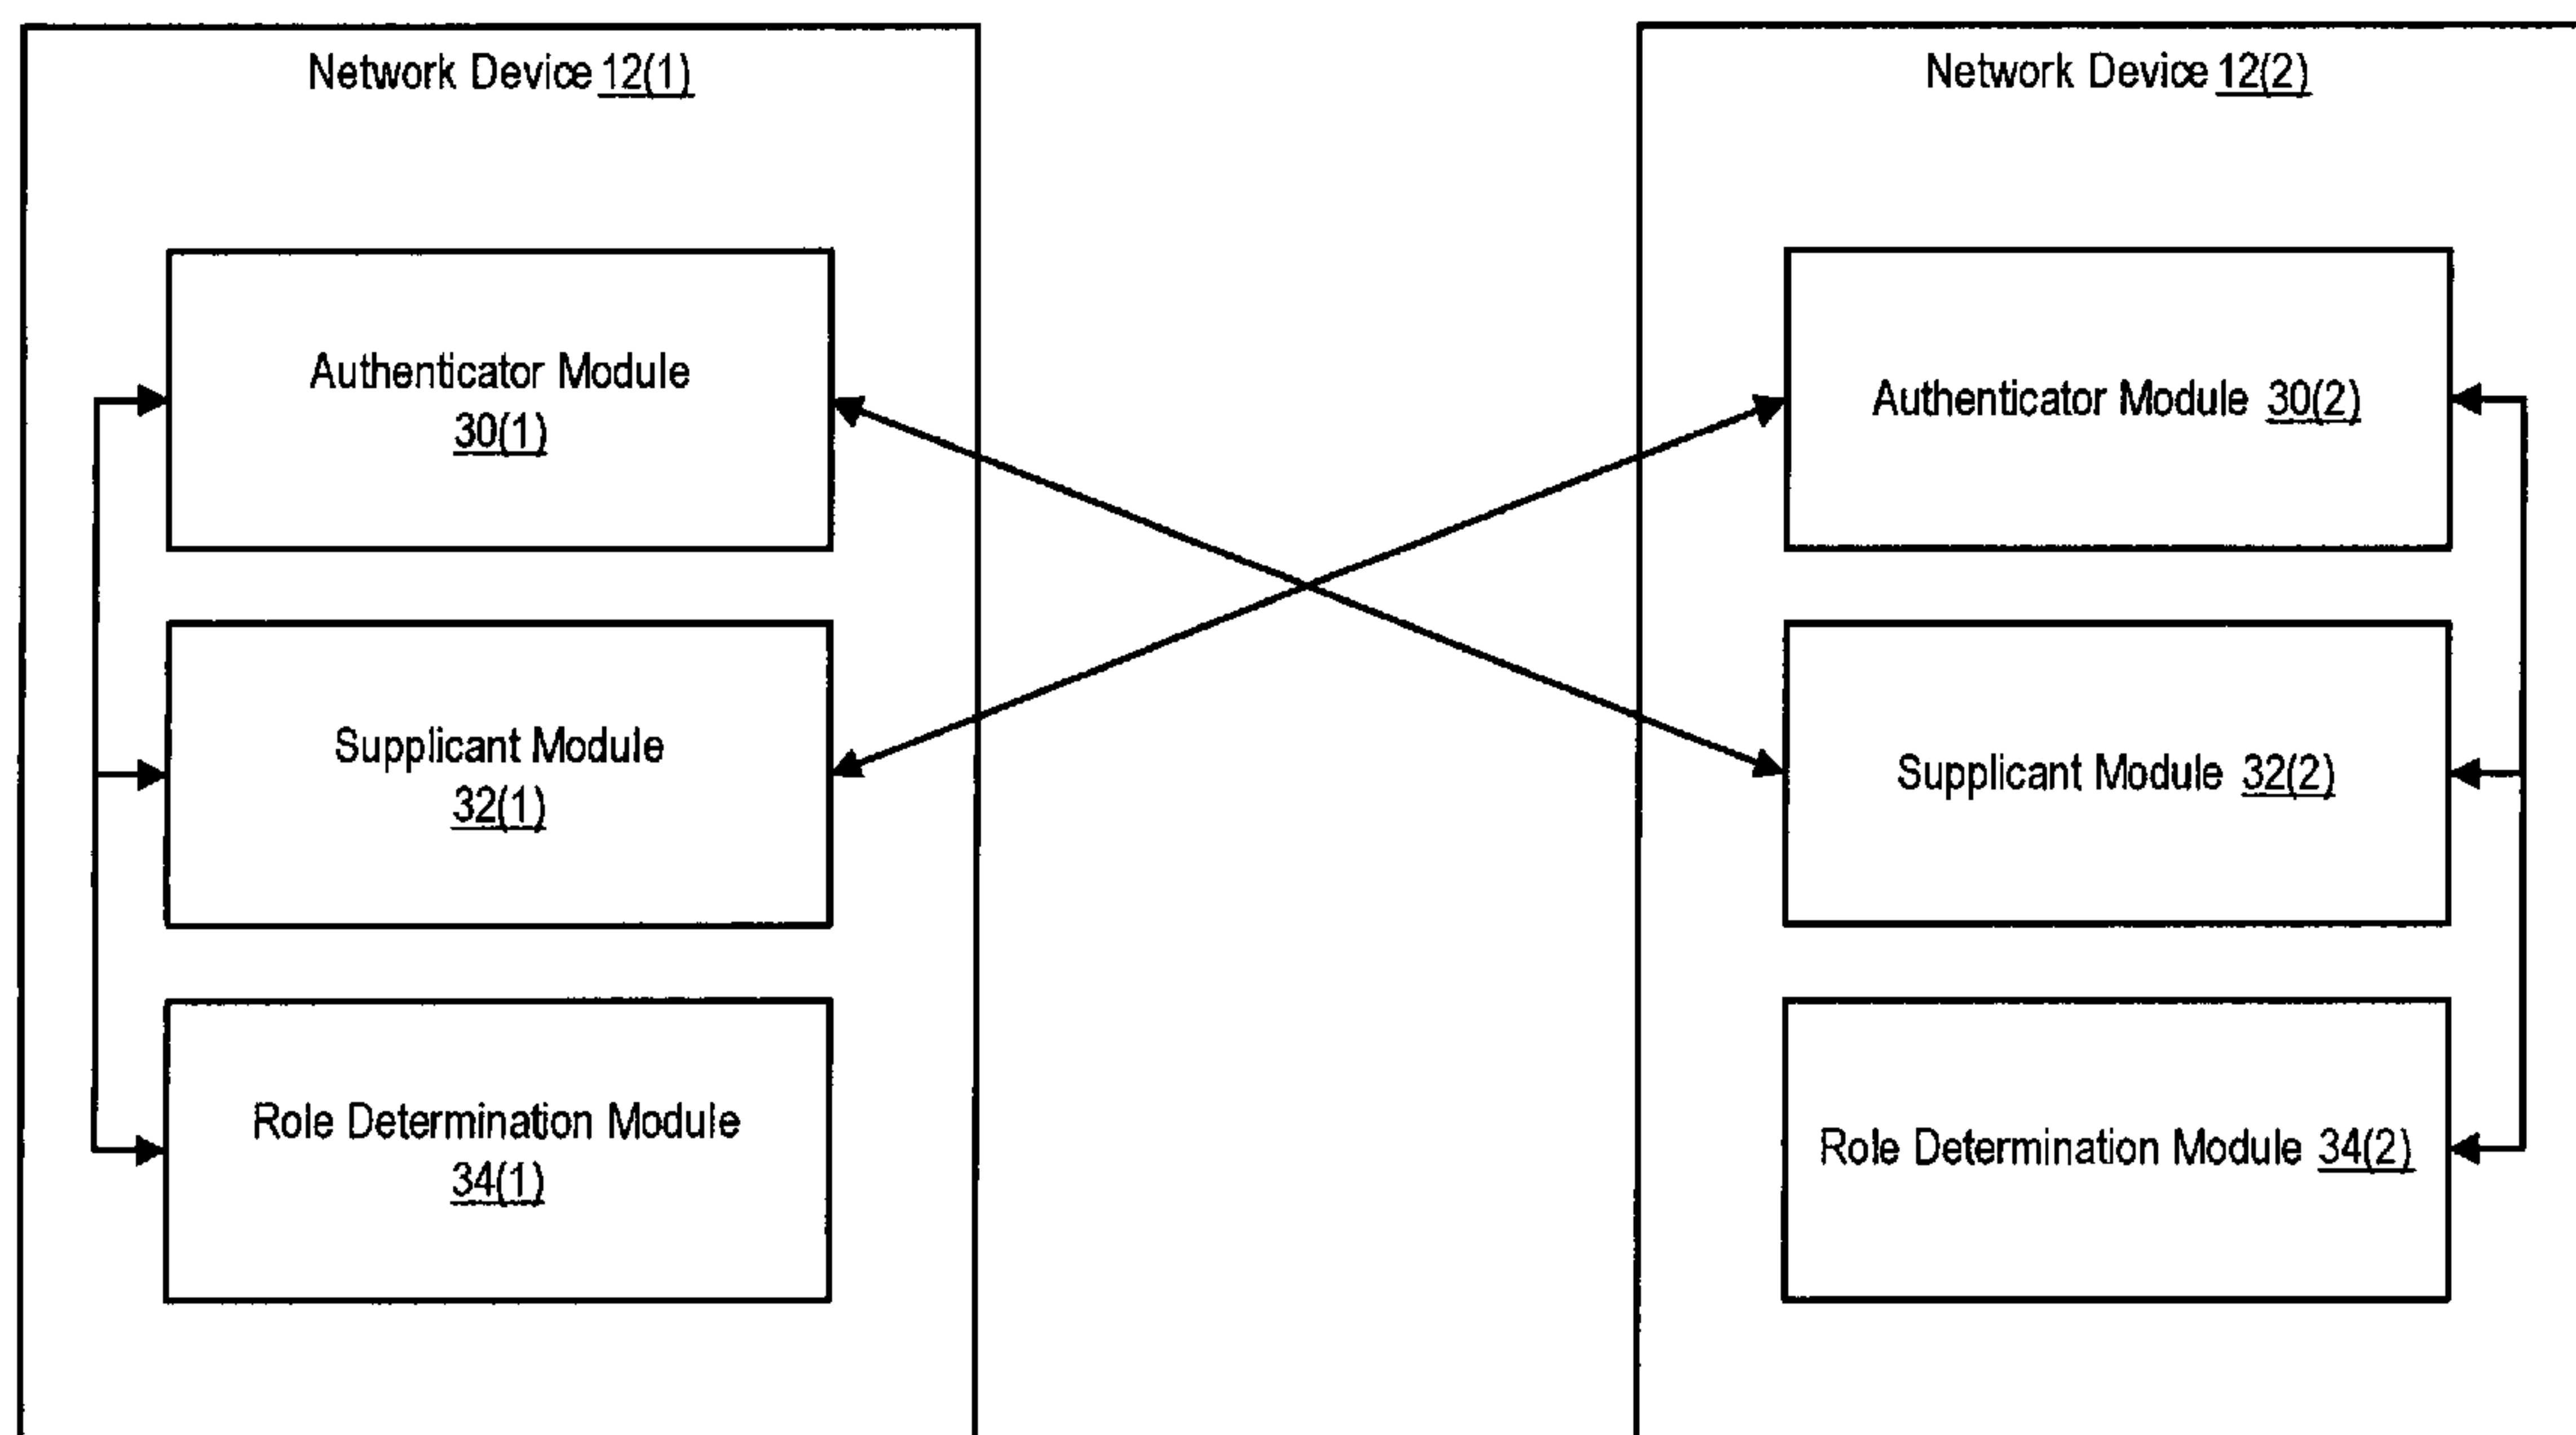 Network Device 12(1)
Authenticator Module
30(1)
Supplicant Module
32(1)
Role Determination Module
34(1)
Network Device 12(2)
Authenticator Module 30(2)
Supplicant Module 32(2)
Role Determination Module 34(2)